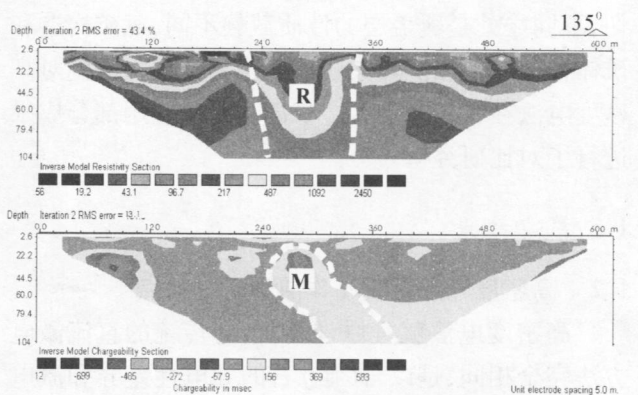 135⁰
Depth Iteration 2 RMS error = 43.4 %
0.0 120 240 360 480 600 m
2.6
22.2
44.5
60.0
79.4
104
R
Inverse Model Resistivity Section
56 19.2 43.1 96.7 217 487 1092 2450
Depth Iteration 2 RMS error =
0.0 120 240 360 480 600 m
2.6
22.2
44.5
60.0
79.4
104
M
Inverse Model Chargeability Section
12 -699 -485 -272 -57.9 156 369 583
Chargeability in msec
Unit electrode spacing 5.0 m.